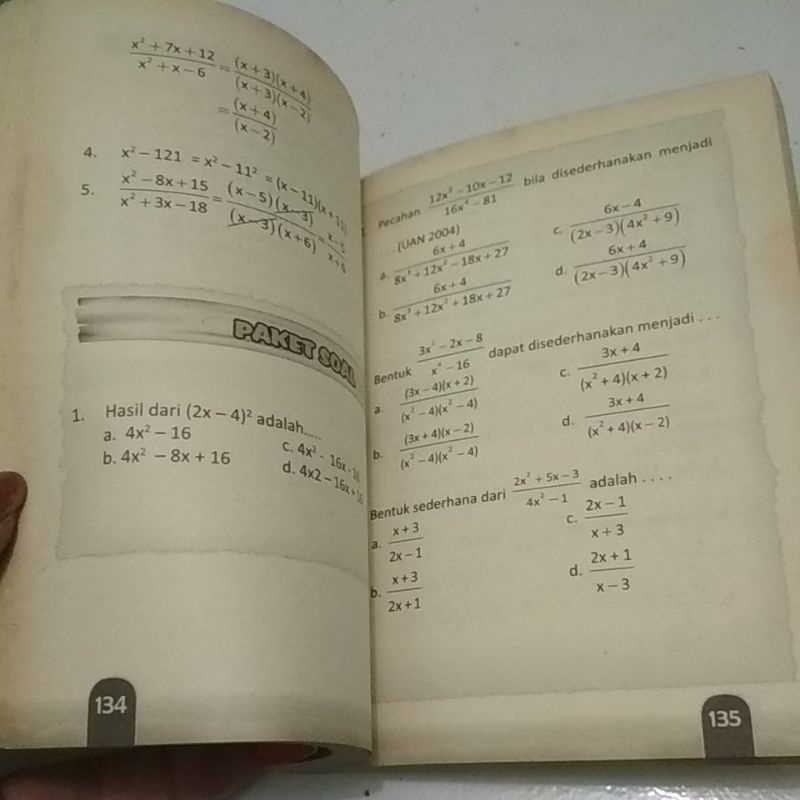 x² + 7x + 12 / x² + x − 6 = (x + 3)(x + 4) / (x + 3)(x − 2)
= (x + 4) / (x − 2)
4. x² − 121 = x² − 11² = (x − 11)(x + 11)
5. x² − 8x + 15 / x² + 3x − 18 = (x − 5)(x − 3) / (x − 3)(x + 6) = x − 5 / x + 6
PAKET SOAL
1. Hasil dari (2x − 4)² adalah.....
a. 4x² − 16
b. 4x² − 8x + 16
c. 4x² - 16x - 16
d. 4x2 − 16x + 16
134
Pecahan 12x² − 10x − 12 / 16x⁴ − 81 bila disederhanakan menjadi
. . . (UAN 2004)
a. 6x + 4 / 8x³ + 12x² − 18x + 27
b. 6x + 4 / 8x³ + 12x² + 18x + 27
c. 6x − 4 / (2x − 3)(4x² + 9)
d. 6x + 4 / (2x − 3)(4x² + 9)
Bentuk 3x² − 2x − 8 / x⁴ − 16 dapat disederhanakan menjadi . . .
a. (3x − 4)(x + 2) / (x² − 4)(x² − 4)
b. (3x + 4)(x − 2) / (x² − 4)(x² − 4)
c. 3x + 4 / (x² + 4)(x + 2)
d. 3x + 4 / (x² + 4)(x − 2)
Bentuk sederhana dari 2x² + 5x − 3 / 4x² − 1 adalah . . . .
a. x + 3 / 2x − 1
b. x + 3 / 2x + 1
c. 2x − 1 / x + 3
d. 2x + 1 / x − 3
135